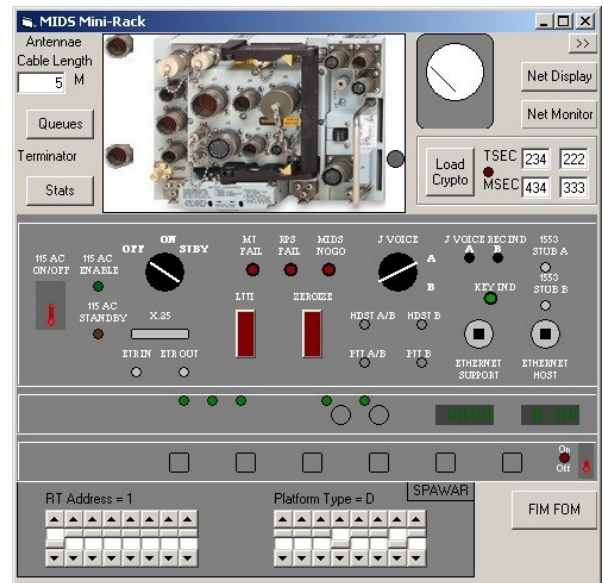 MIDS Mini-Rack
Antennae
Cable Length
5 M
Queues
Terminator
Stats
>>
Net Display
Net Monitor
Load
Crypto
TSEC 234 222
MSEC 434 333
115 AC
ON/OFF
115 AC
ENABLE
115 AC
STANDBY
OFF ON STBY
X.25
ETR IN ETR OUT
MT
FAIL
RPS
FAIL
MIDS
NOGO
LTTI
ZEROIZE
J VOICE
A
B
HDST A/B HDST B
PTT A/B PTT B
J VOICE REC IND
A B
KEY IND
1553
STUB A
1553
STUB B
ETHERNET
SUPPORT
ETHERNET
HOST
On
Off
RT Address = 1
Platform Type = D
SPAWAR
FIM FOM